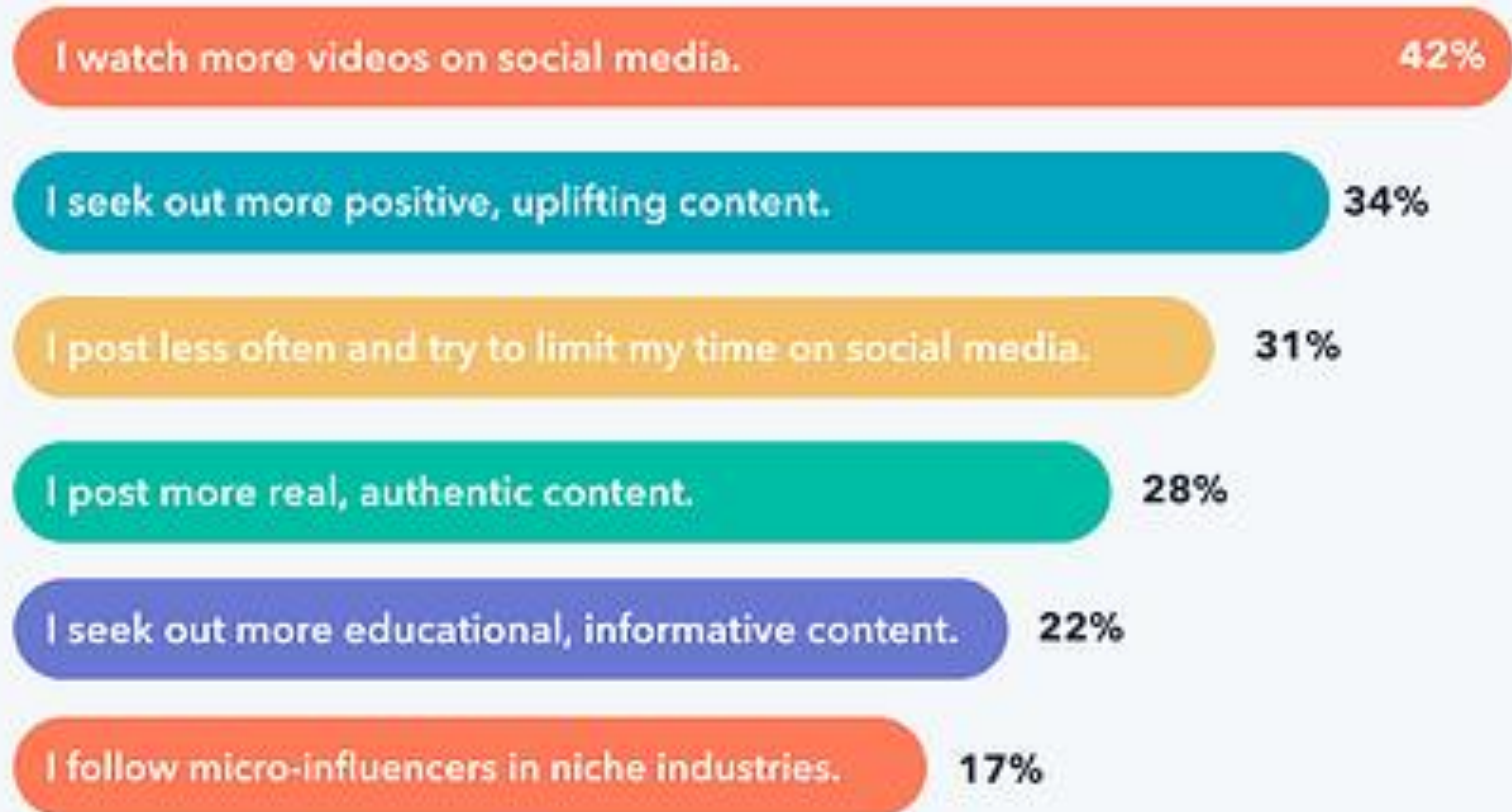 I watch more videos on social media. 42%
I seek out more positive, uplifting content. 34%
I post less often and try to limit my time on social media. 31%
I post more real, authentic content. 28%
I seek out more educational, informative content. 22%
I follow micro-influencers in niche industries. 17%